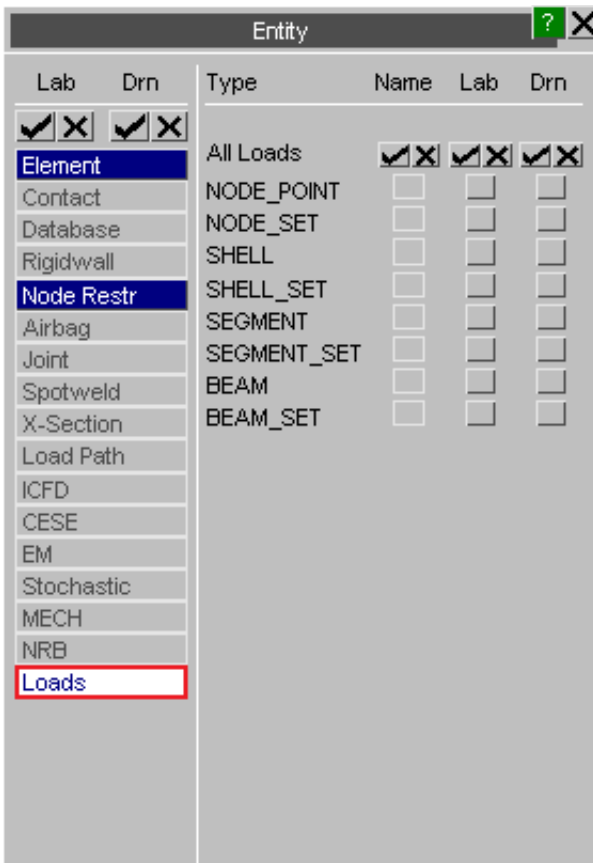 Entity ?
Lab Drn
Element
Contact
Database
Rigidwall
Node Restr
Airbag
Joint
Spotweld
X-Section
Load Path
ICFD
CESE
EM
Stochastic
MECH
NRB
Loads
Type Name Lab Drn
All Loads
NODE_POINT
NODE_SET
SHELL
SHELL_SET
SEGMENT
SEGMENT_SET
BEAM
BEAM_SET